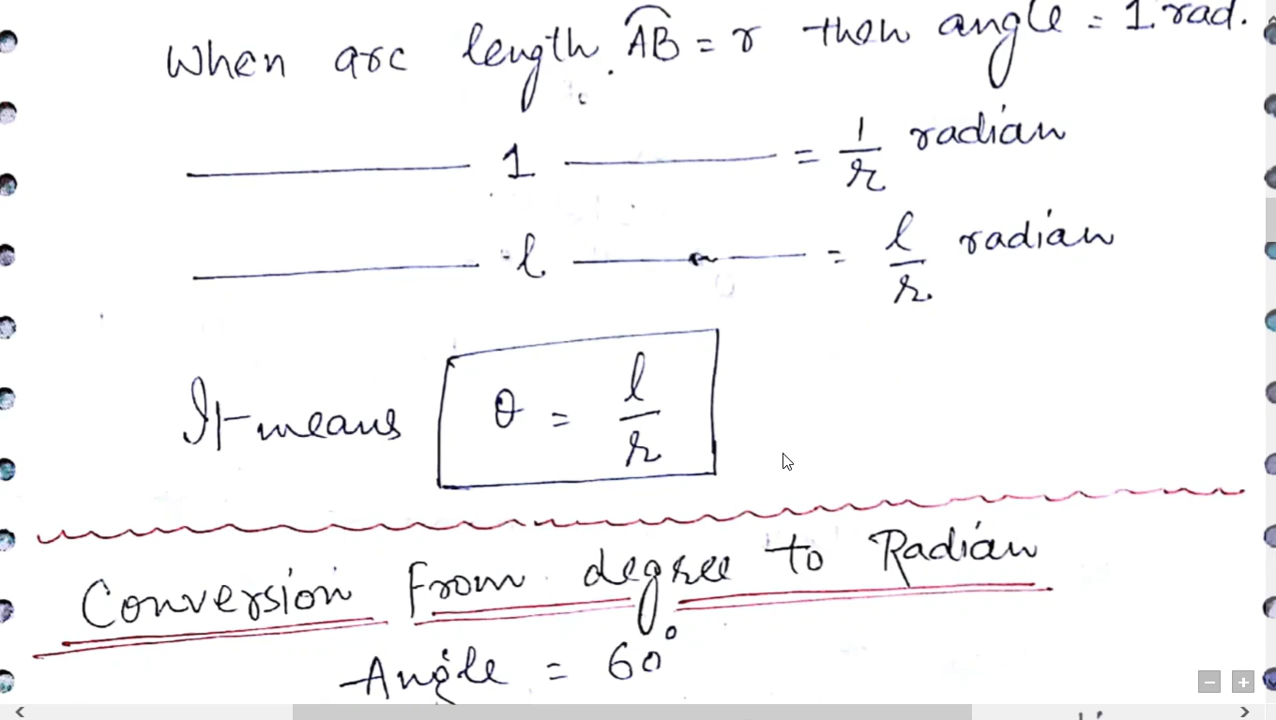 When arc length AB = r then angle = 1 rad.
1 = 1/r radian
l = l/r radian
It means θ = l/r
Conversion From degree to Radian
Angle = 60°